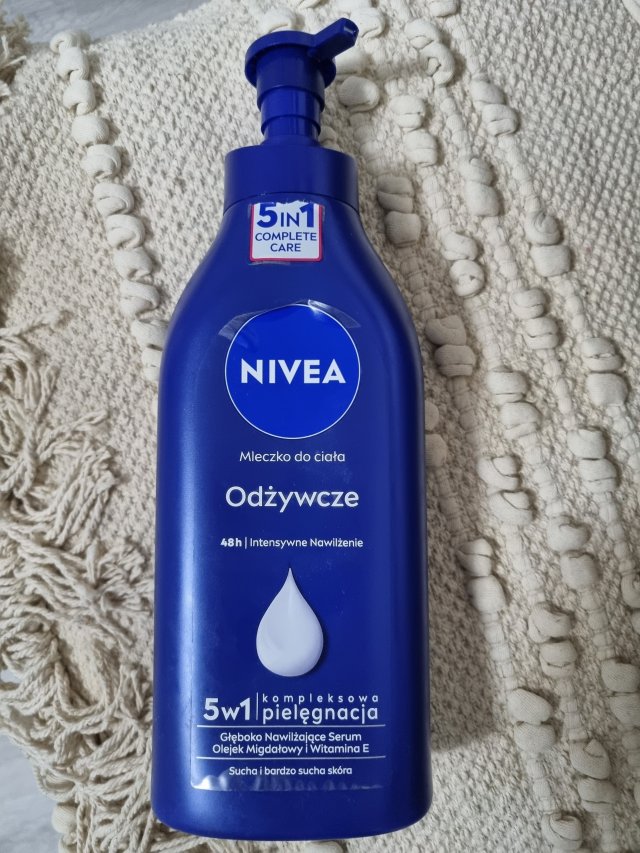 5IN1
COMPLETE
CARE
NIVEA
Mleczko do ciała
Odżywcze
48h | Intensywne Nawilżenie
5w1 | kompleksowa
pielęgnacja
Głęboko Nawilżające Serum
Olejek Migdałowy i Witamina E
Sucha i bardzo sucha skóra